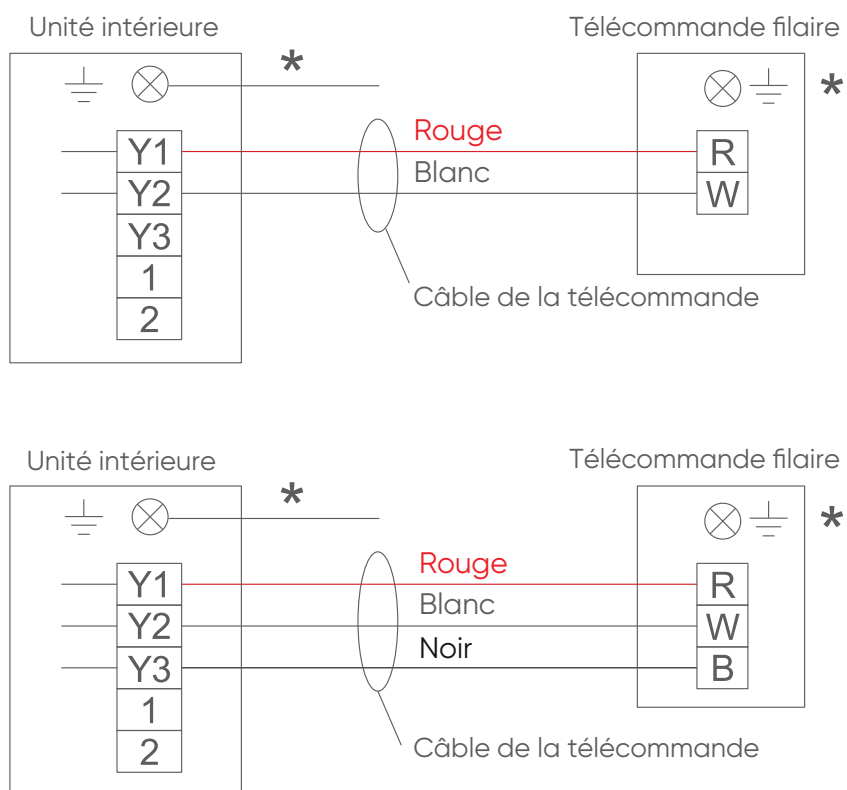 Unité intérieure
Télécommande filaire
*
*
Rouge
Y1
R
Blanc
Y2
W
Y3
1
Câble de la télécommande
2
Unité intérieure
Télécommande filaire
*
*
Rouge
Y1
R
Blanc
Y2
W
Noir
Y3
B
1
Câble de la télécommande
2